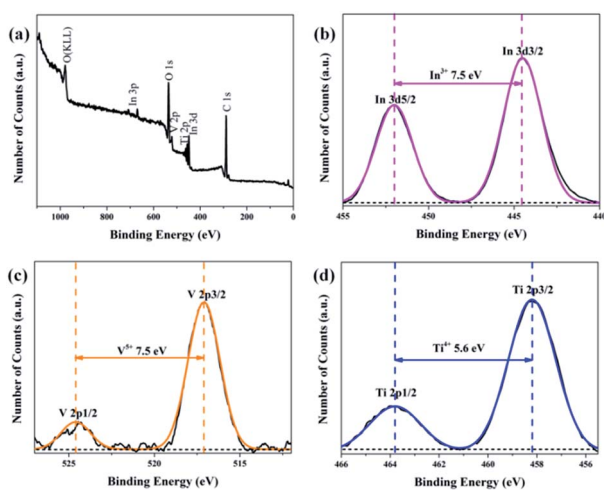 (a)
O(KLL)
In 3p
O 1s
V 2p
Ti 2p
In 3d
C 1s
Number of Counts (a.u.)
1000 800 600 400 200 0
Binding Energy (eV)
(b)
In 3d3/2
In³⁺ 7.5 eV
In 3d5/2
Number of Counts (a.u.)
455 450 445 440
Binding Energy (eV)
(c)
V 2p3/2
V⁵⁺ 7.5 eV
V 2p1/2
Number of Counts (a.u.)
525 520 515
Binding Energy (eV)
(d)
Ti 2p3/2
Ti⁴⁺ 5.6 eV
Ti 2p1/2
Number of Counts (a.u.)
466 464 462 460 458 456
Binding Energy (eV)